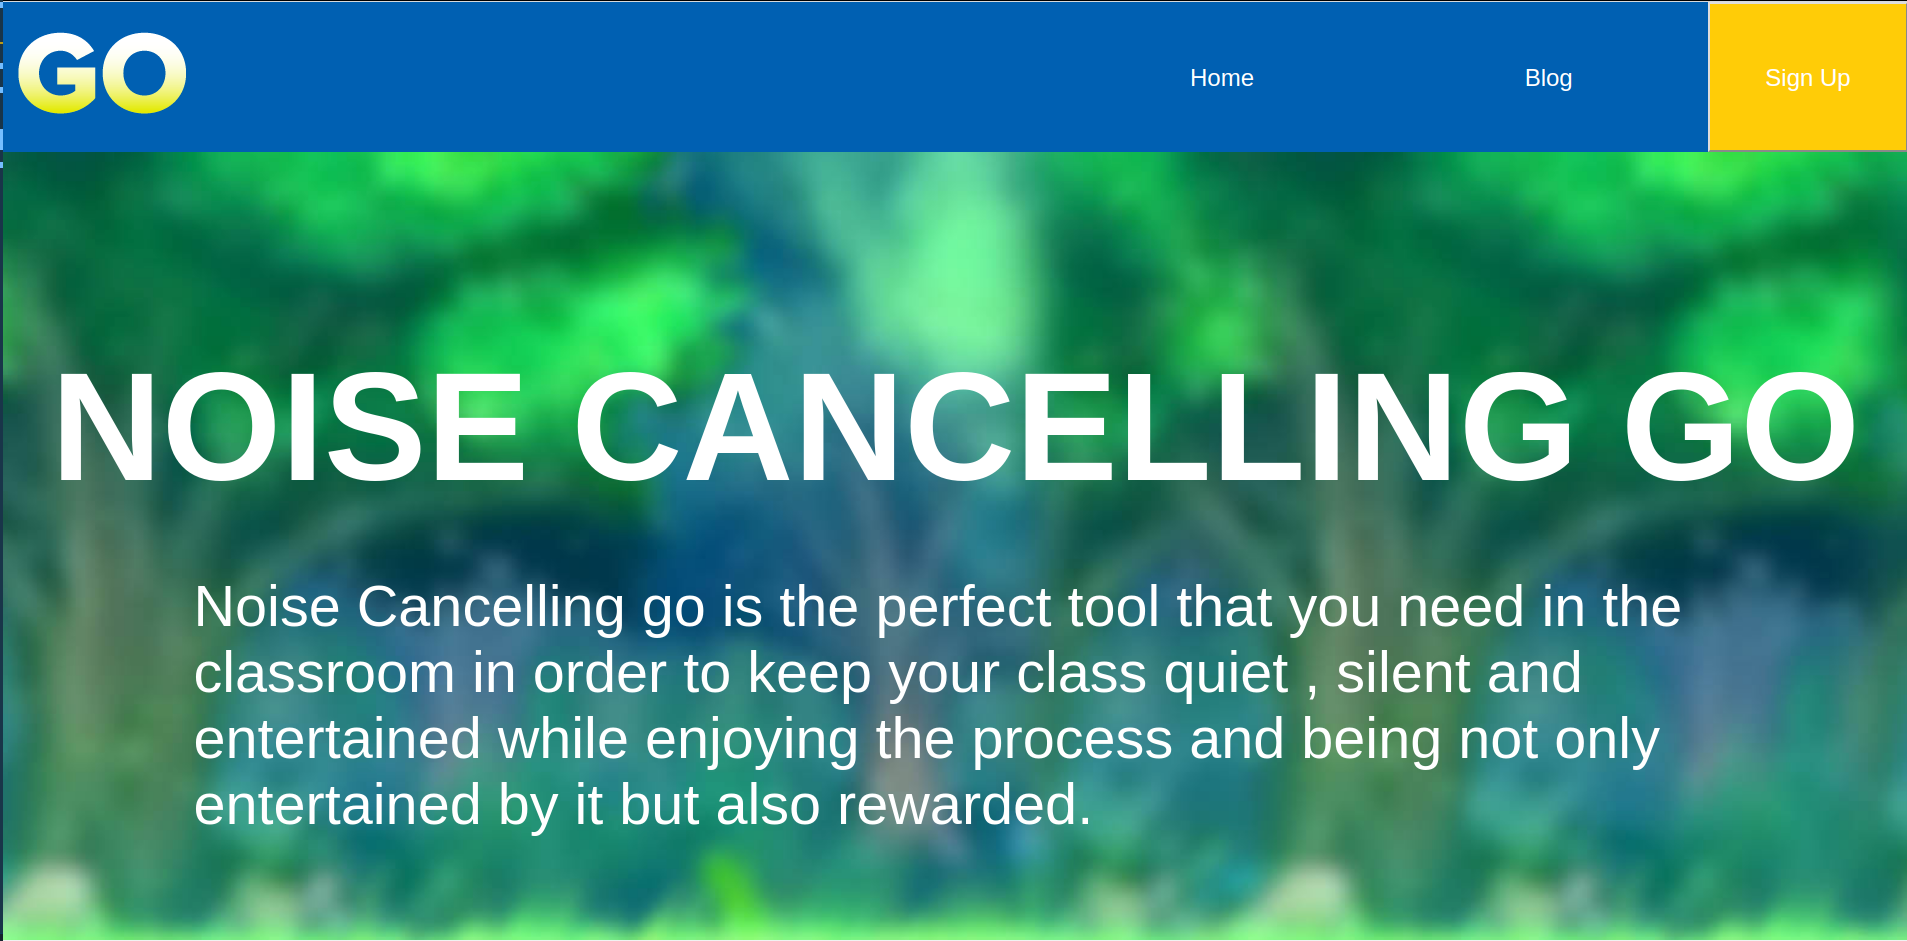 GO
Home
Blog
Sign Up
NOISE CANCELLING GO
Noise Cancelling go is the perfect tool that you need in the
classroom in order to keep your class quiet , silent and
entertained while enjoying the process and being not only
entertained by it but also rewarded.